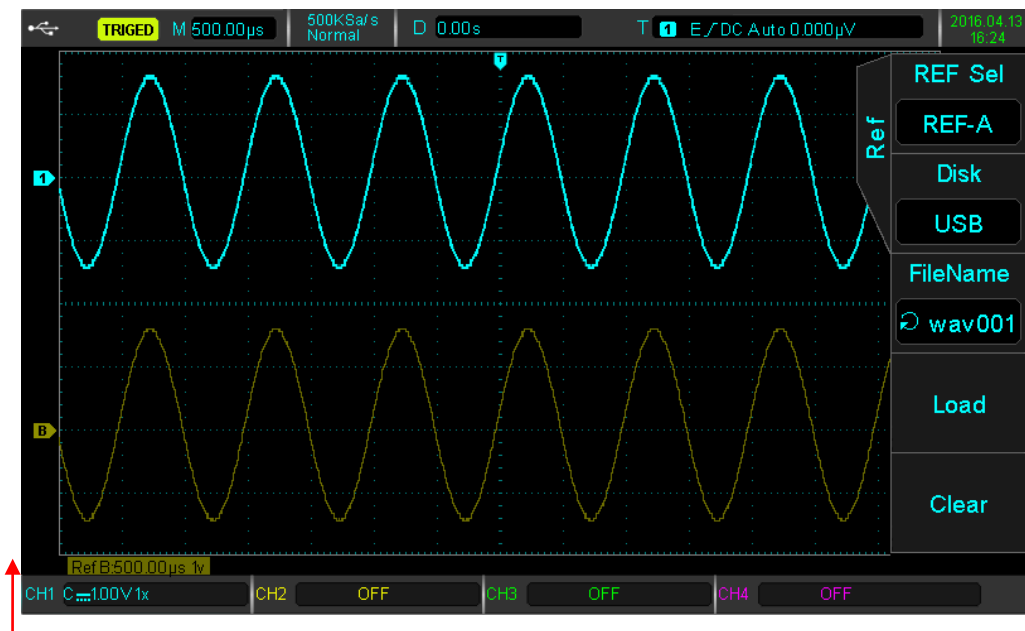 TRIGED M 500.00µs 500KSa/s D 0.00s T 1 E DC Auto 0.000µV 2016.04.13
Normal 16:24
T
REF Sel
REF-A
Ref
Disk
1
USB
FileName
wav001
Load
B
Clear
Ref B:500.00µs 1v
CH1 C 1.00V 1x CH2 OFF CH3 OFF CH4 OFF